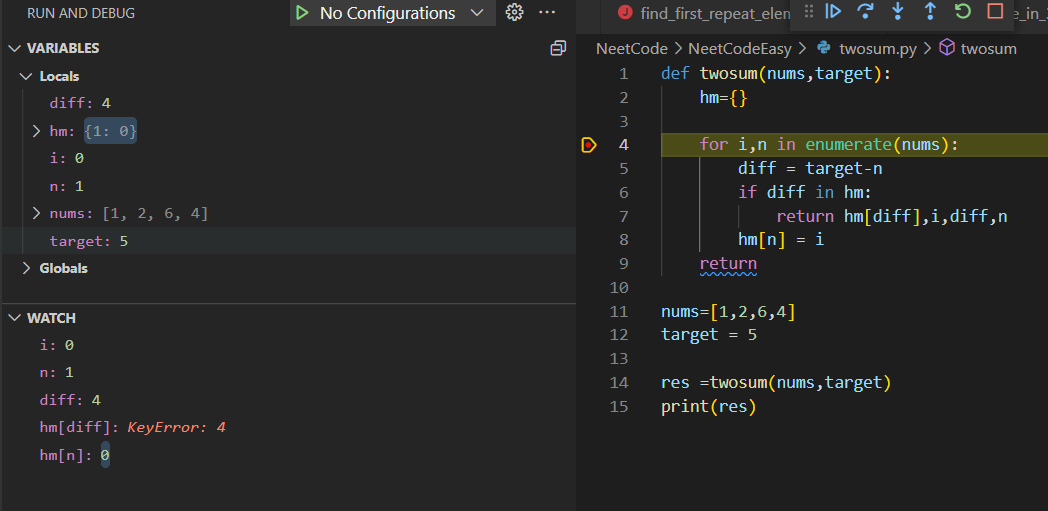 RUN AND DEBUG
No Configurations
VARIABLES
Locals
diff: 4
hm: {1: 0}
i: 0
n: 1
nums: [1, 2, 6, 4]
target: 5
Globals
WATCH
i: 0
n: 1
diff: 4
hm[diff]: KeyError: 4
hm[n]: 0
find_first_repeat_elem
NeetCode > NeetCodeEasy > twosum.py > twosum
1 def twosum(nums,target):
2 hm={}
3
4 for i,n in enumerate(nums):
5 diff = target-n
6 if diff in hm:
7 return hm[diff],i,diff,n
8 hm[n] = i
9 return
10
11 nums=[1,2,6,4]
12 target = 5
13
14 res =twosum(nums,target)
15 print(res)